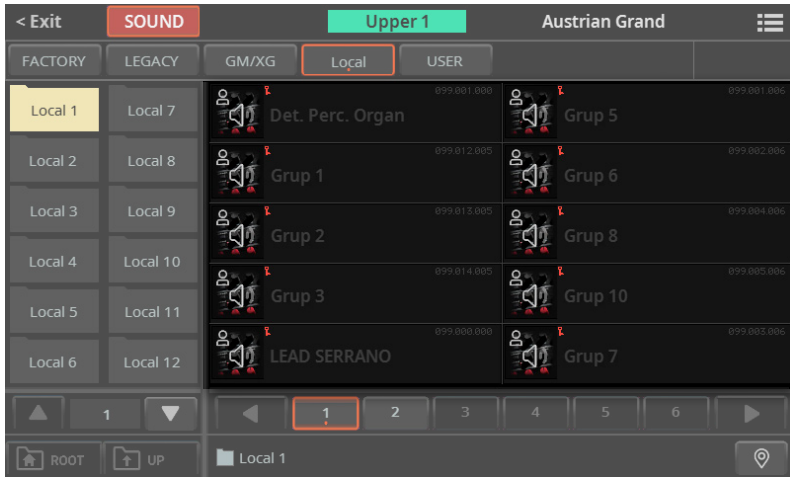 < Exit SOUND Upper 1 Austrian Grand
FACTORY LEGACY GM/XG Local USER
Local 1 Local 7
Local 2 Local 8
Local 3 Local 9
Local 4 Local 10
Local 5 Local 11
Local 6 Local 12
099.001.000
Det. Perc. Organ
099.001.006
Grup 5
099.012.005
Grup 1
099.002.006
Grup 6
099.013.005
Grup 2
099.004.006
Grup 8
099.014.005
Grup 3
099.005.006
Grup 10
099.000.000
LEAD SERRANO
099.003.006
Grup 7
1
1 2 3 4 5 6
ROOT UP Local 1